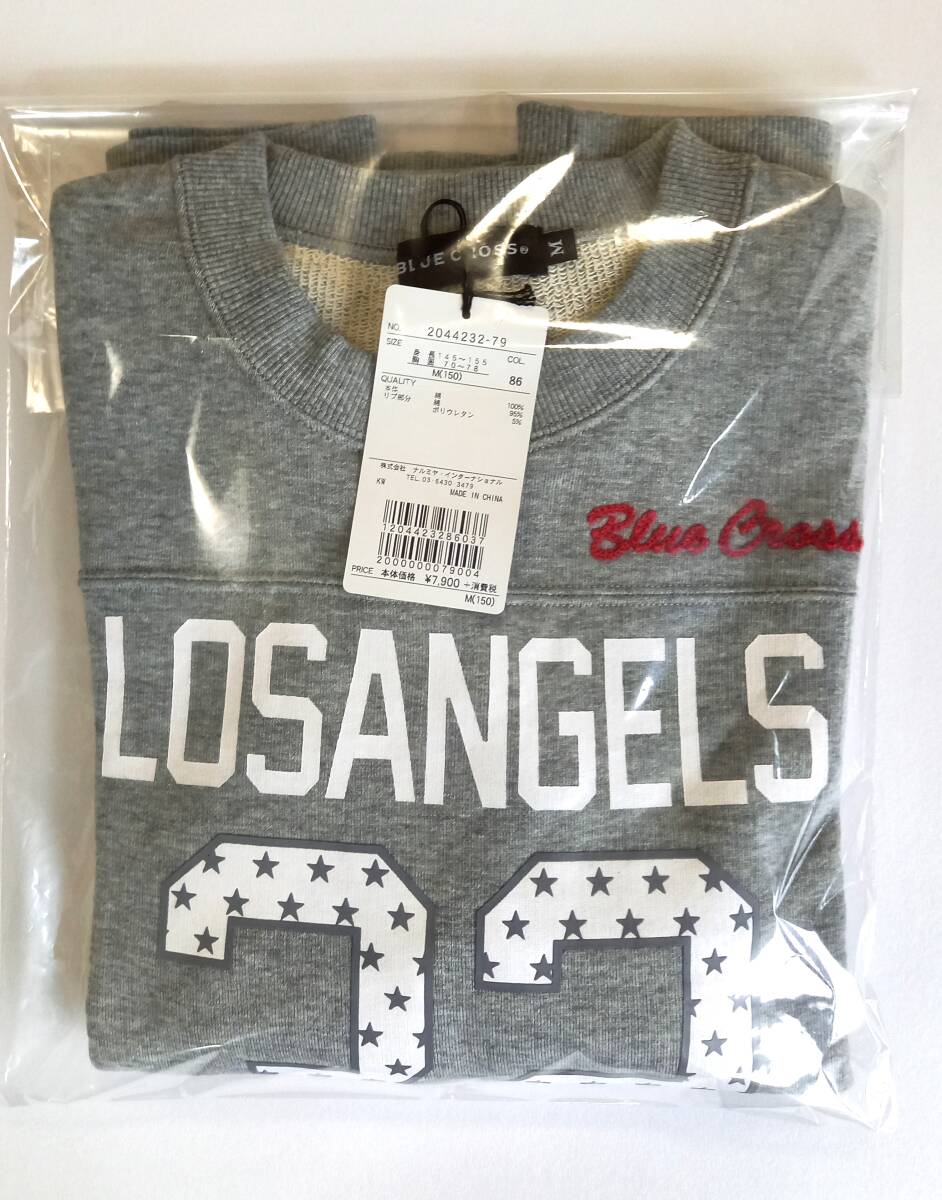 BLUE CROSS®
M
NO. 2044232-79
SIZE 身長 145~155 COL.
胸囲 70~78
M(150) 86
QUALITY
本体 綿 100%
リブ部分 綿 95%
ポリウレタン 5%
株式会社 ナルミヤ・インターナショナル
TEL.03-6430 3479
KW MADE IN CHINA
1204423286037
2000000079004
PRICE 本体価格 ¥7,900 +消費税
M(150)
Blue Cross
LOSANGELS